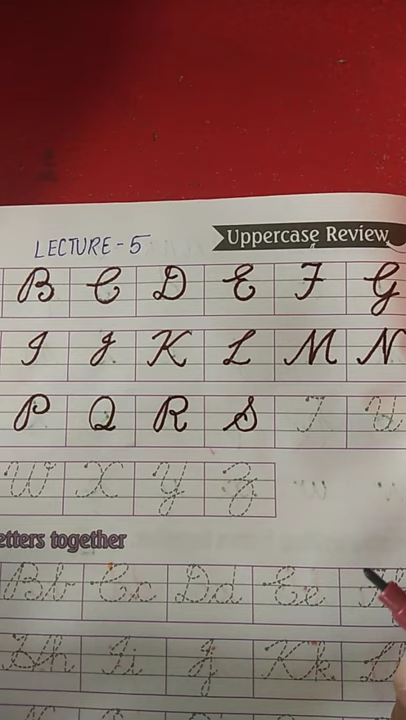 LECTURE-5
Uppercase Review
B C D E F G
I J K L M N
P Q R S T U
W X Y Z
etters together
Bb Cc Dd Ee
Hh Ii Jj Kk